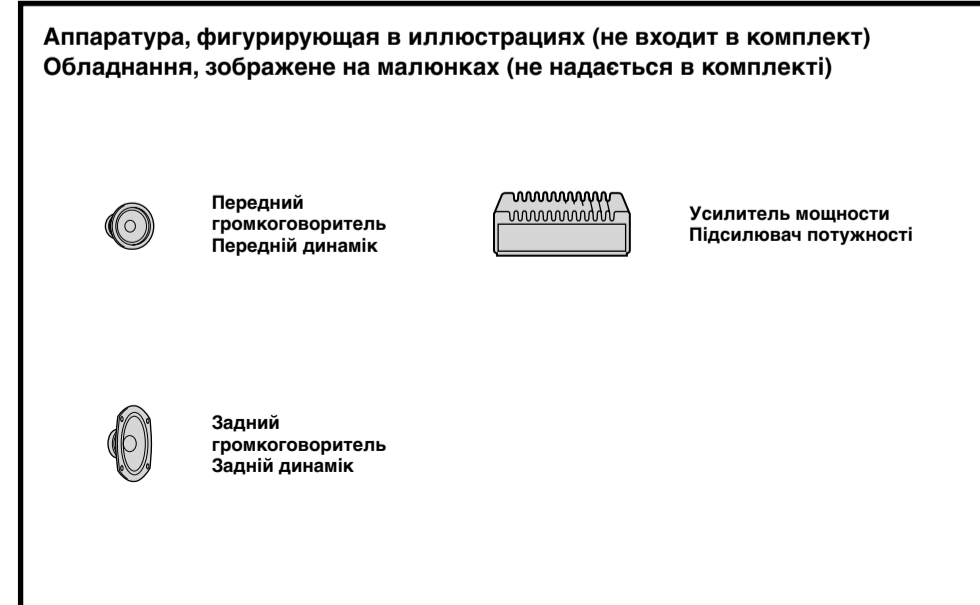 Аппаратура, фигурирующая в иллюстрациях (не входит в комплект)
Обладнання, зображене на малюнках (не надається в комплекті)
Передний
громкоговоритель
Передній динамік
Усилитель мощности
Підсилювач потужності
Задний
громкоговоритель
Задній динамік